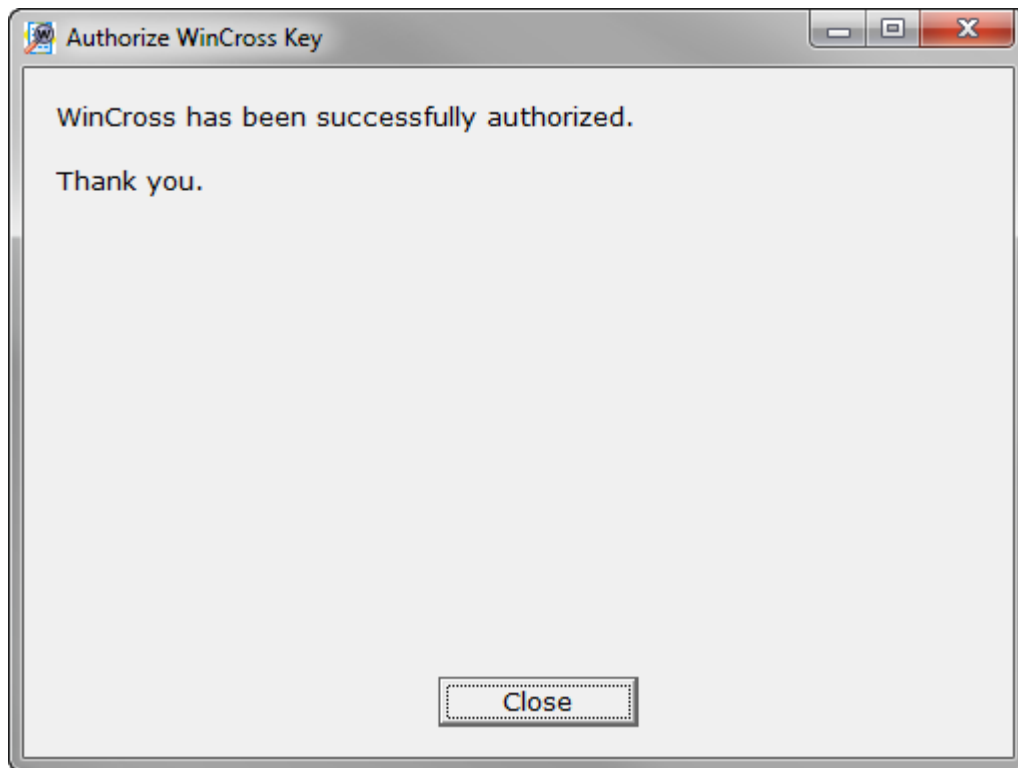 Authorize WinCross Key
WinCross has been successfully authorized.
Thank you.
Close